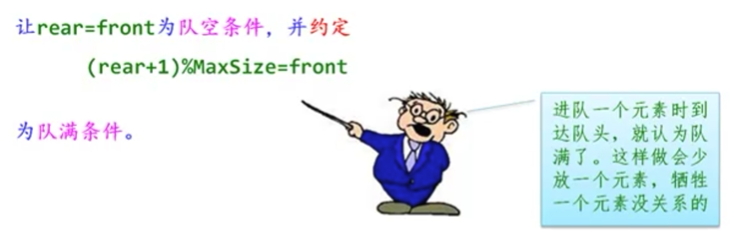 让rear=front为队空条件，并约定
(rear+1)%MaxSize=front
为队满条件。
进队一个元素时到
达队头，就认为队
满了。这样做会少
放一个元素，牺牲
一个元素没关系的